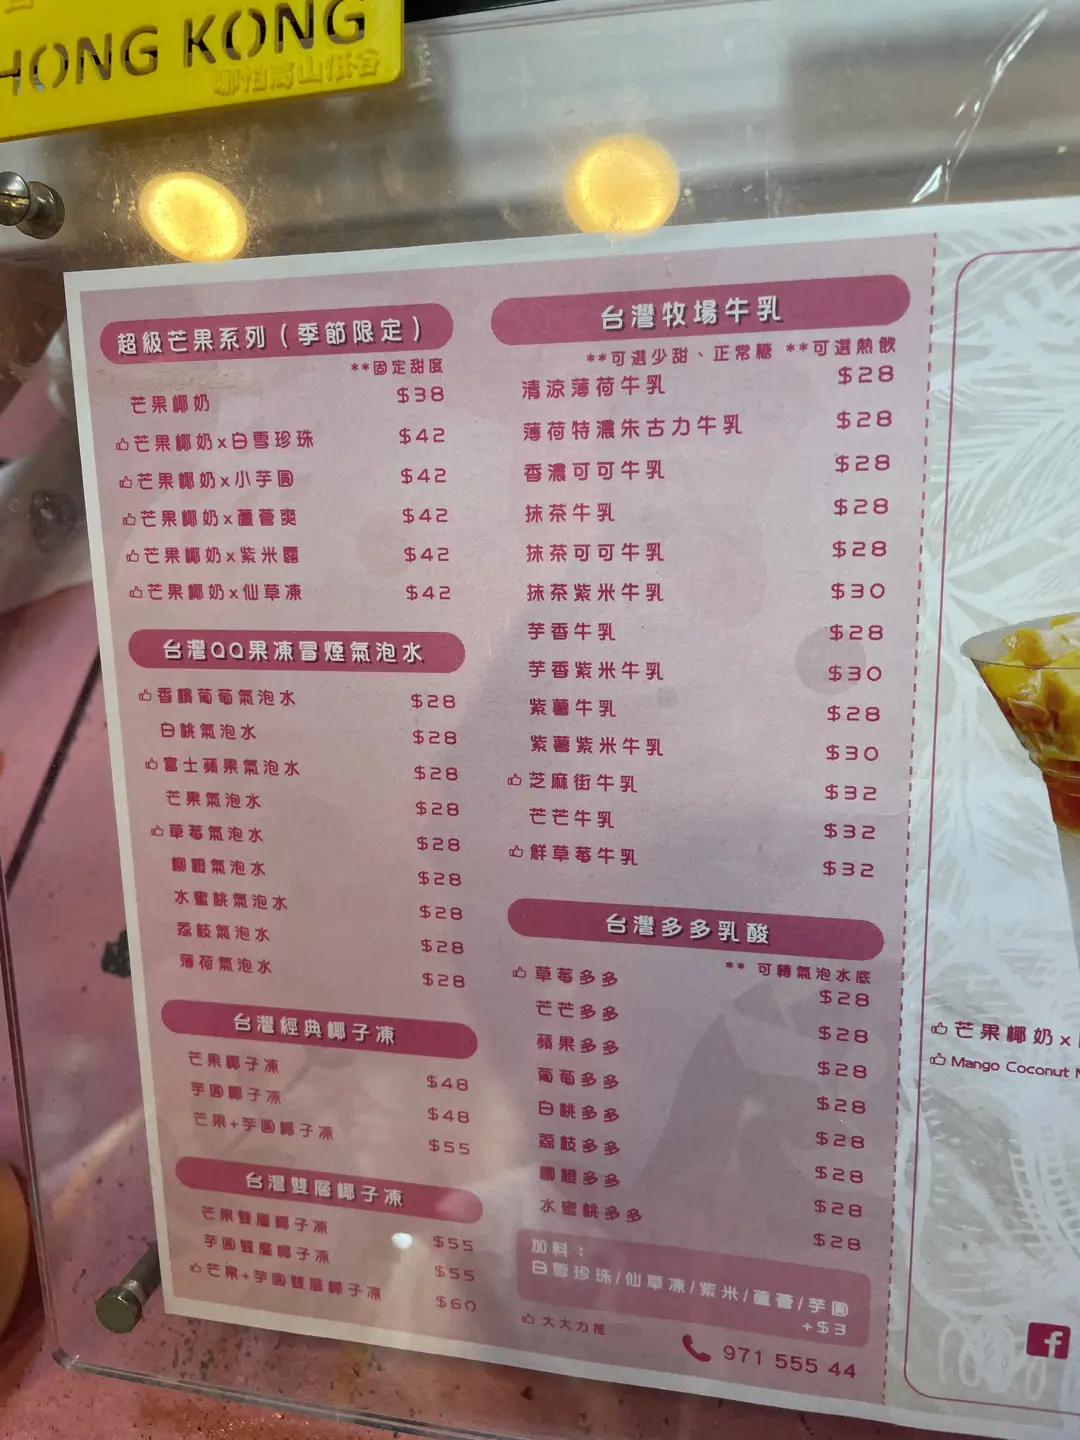 HONG KONG
哪怕高山低谷
超級芒果系列（季節限定）
**固定甜度
芒果椰奶 $38
芒果椰奶x白雪珍珠 $42
芒果椰奶x小芋圓 $42
芒果椰奶x蘆薈爽 $42
芒果椰奶x紫米露 $42
芒果椰奶x仙草凍 $42
台灣QQ果凍冒煙氣泡水
香檳葡萄氣泡水 $28
白桃氣泡水 $28
富士蘋果氣泡水 $28
芒果氣泡水 $28
草莓氣泡水 $28
柳橙氣泡水 $28
水蜜桃氣泡水 $28
荔枝氣泡水 $28
薄荷氣泡水 $28
台灣經典椰子凍
芒果椰子凍 $48
芋圓椰子凍 $48
芒果+芋圓椰子凍 $55
台灣雙層椰子凍
芒果雙層椰子凍 $55
芋圓雙層椰子凍 $55
芒果+芋圓雙層椰子凍 $60
台灣牧場牛乳
**可選少甜、正常糖 **可選熱飲
清涼薄荷牛乳 $28
薄荷特濃朱古力牛乳 $28
香濃可可牛乳 $28
抹茶牛乳 $28
抹茶可可牛乳 $28
抹茶紫米牛乳 $30
芋香牛乳 $28
芋香紫米牛乳 $30
紫薯牛乳 $28
紫薯紫米牛乳 $30
芝麻街牛乳 $32
芒芒牛乳 $32
鮮草莓牛乳 $32
台灣多多乳酸
** 可轉氣泡水底
草莓多多 $28
芒芒多多 $28
蘋果多多 $28
葡萄多多 $28
白桃多多 $28
荔枝多多 $28
柳橙多多 $28
水蜜桃多多 $28
加料：
白雪珍珠/仙草凍/紫米/蘆薈/芋圓
+$3
大大力推
971 555 44
芒果椰奶x
Mango Coconut